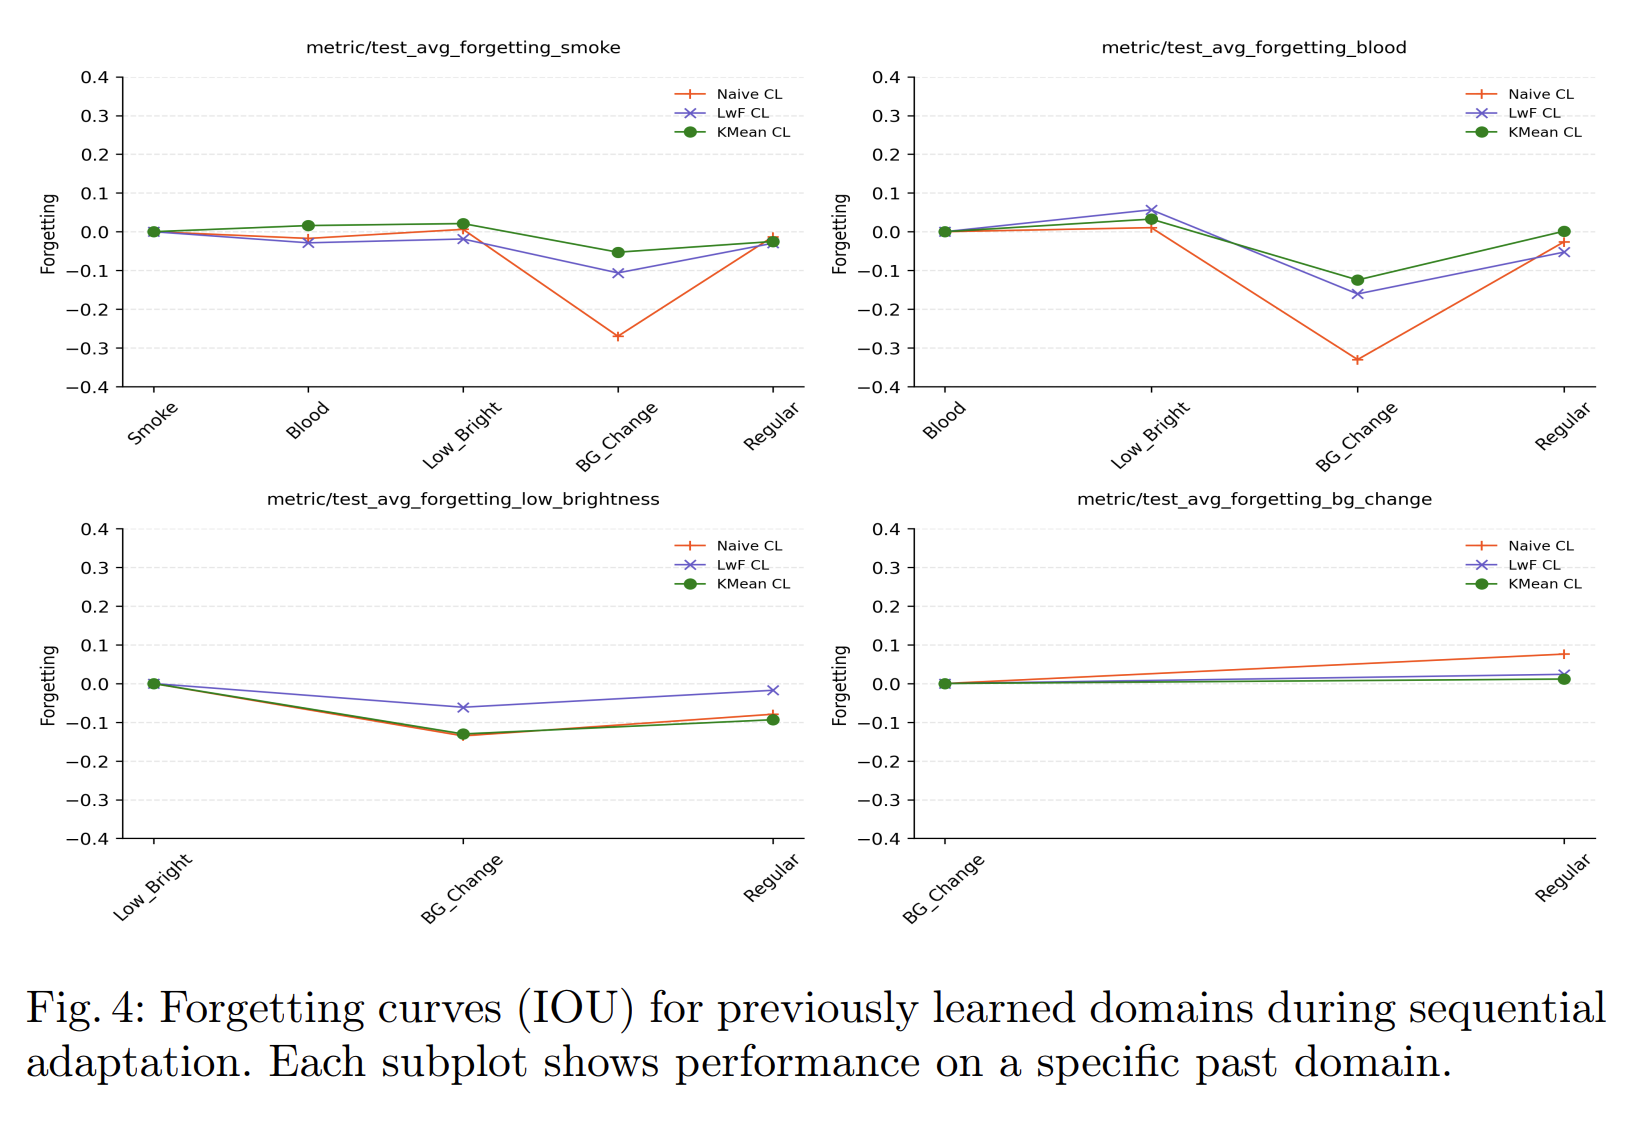 metric/test_avg_forgetting_smoke
0.4
0.3
0.2
0.1
0.0
−0.1
−0.2
−0.3
−0.4
Forgetting
Naive CL
LwF CL
KMean CL
Smoke
Blood
Low_Bright
BG_Change
Regular
metric/test_avg_forgetting_blood
0.4
0.3
0.2
0.1
0.0
−0.1
−0.2
−0.3
−0.4
Forgetting
Naive CL
LwF CL
KMean CL
Blood
Low_Bright
BG_Change
Regular
metric/test_avg_forgetting_low_brightness
0.4
0.3
0.2
0.1
0.0
−0.1
−0.2
−0.3
−0.4
Forgetting
Naive CL
LwF CL
KMean CL
Low_Bright
BG_Change
Regular
metric/test_avg_forgetting_bg_change
0.4
0.3
0.2
0.1
0.0
−0.1
−0.2
−0.3
−0.4
Forgetting
Naive CL
LwF CL
KMean CL
BG_Change
Regular
Fig. 4: Forgetting curves (IOU) for previously learned domains during sequential
adaptation. Each subplot shows performance on a specific past domain.